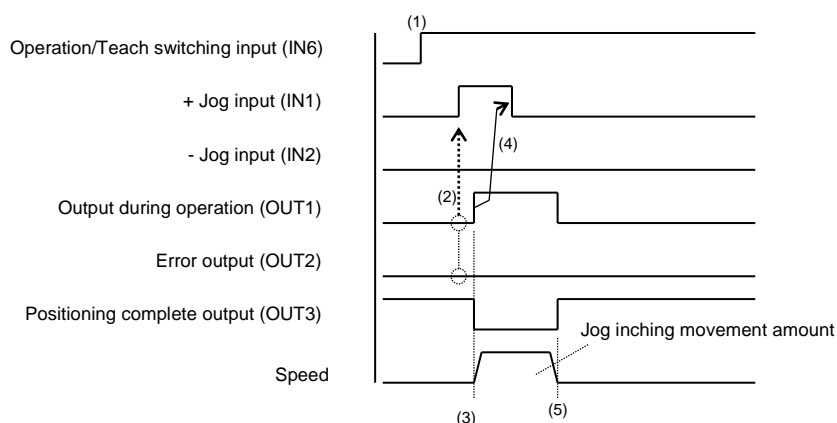 (1)
Operation/Teach switching input (IN6)
+ Jog input (IN1)
- Jog input (IN2)
(4)
(2)
Output during operation (OUT1)
Error output (OUT2)
Positioning complete output (OUT3)
Jog inching movement amount
Speed
(3)
(5)